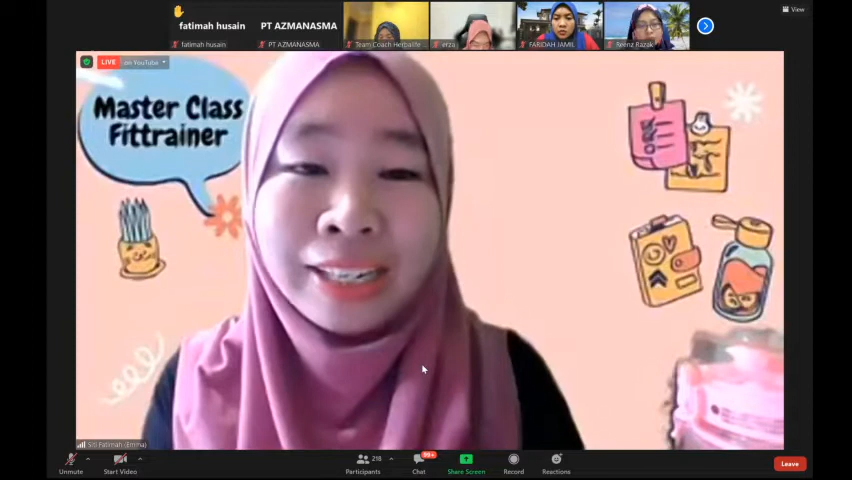 View
fatimah husain
PT AZMANASMA
fatimah husain
PT AZMANASMA
Team Coach Herbalife
erza
FARIDAH JAMIL
Reenz Razak
LIVE on YouTube
Master Class
Fittrainer
Siti Fatimah (Emma)
Unmute
Start Video
Participants
218
Chat
99+
Share Screen
Record
Reactions
Leave